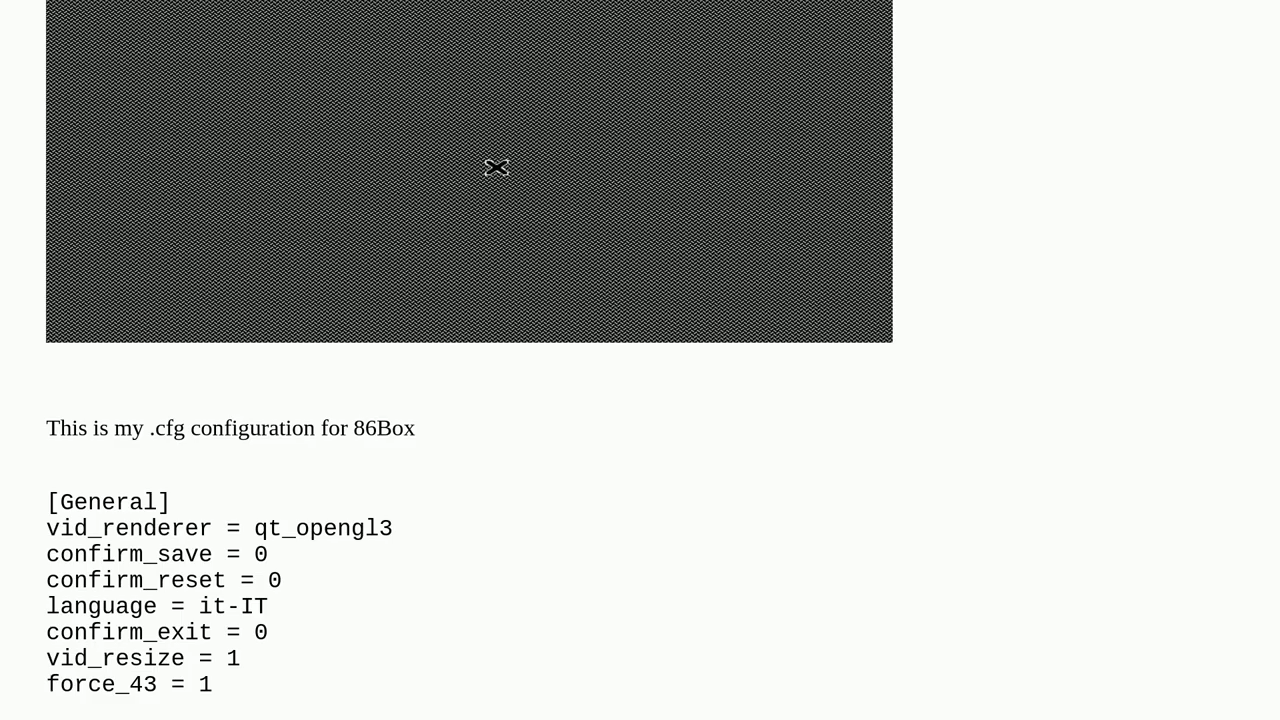 This is my .cfg configuration for 86Box
[General]
vid_renderer = qt_opengl3
confirm_save = 0
confirm_reset = 0
language = it-IT
confirm_exit = 0
vid_resize = 1
force_43 = 1